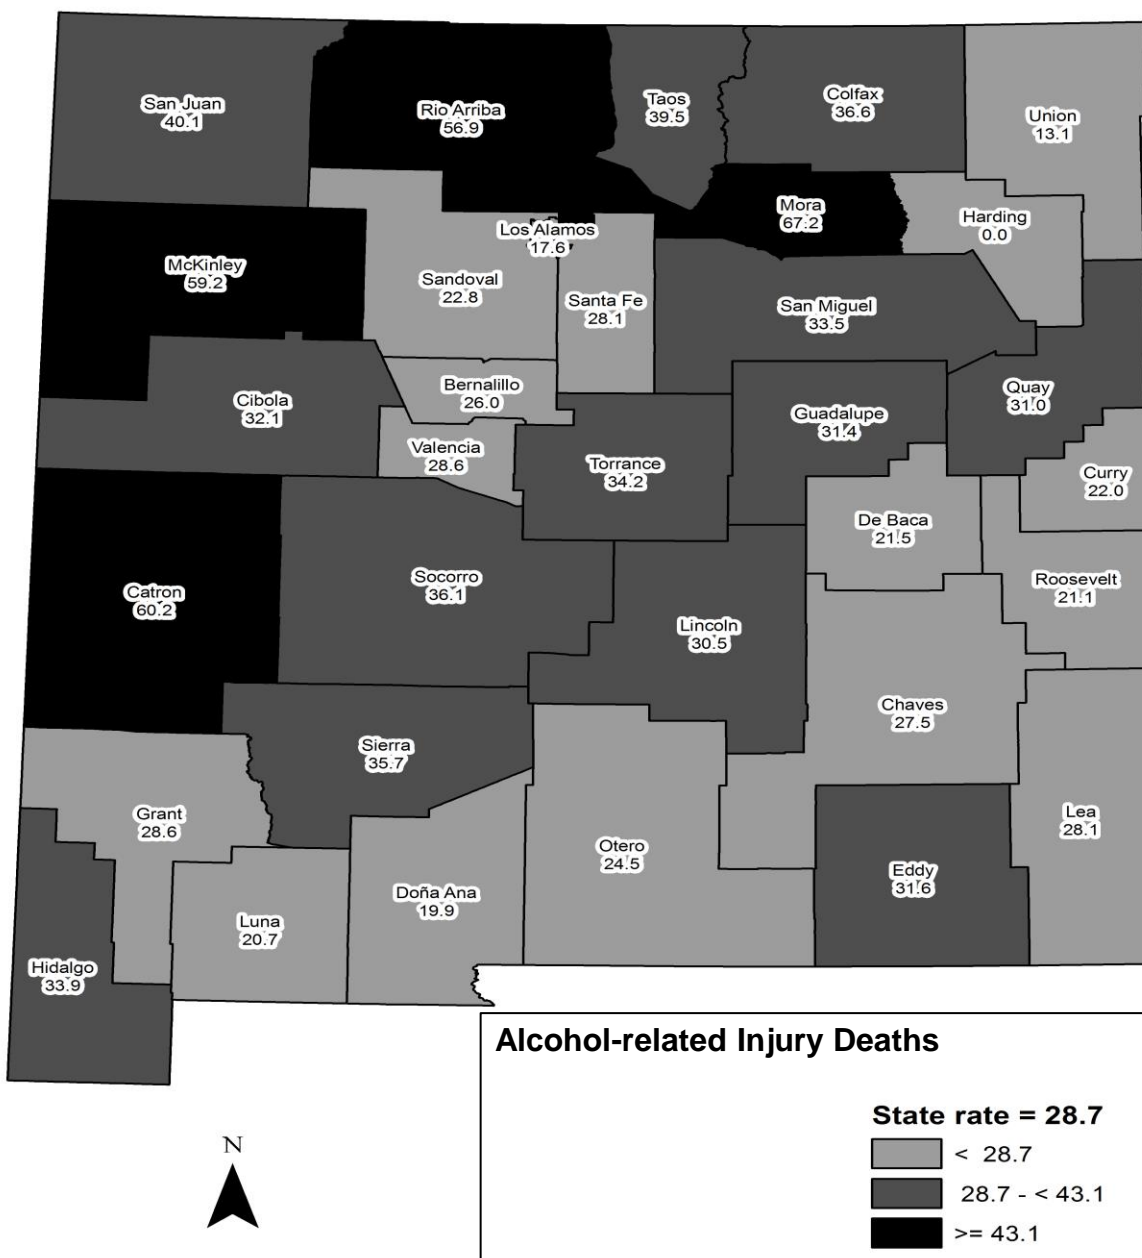 San Juan
40.1
Rio Arriba
56.9
Taos
39.5
Colfax
36.6
Union
13.1
Mora
67.2
Harding
0.0
Los Alamos
17.6
McKinley
59.2
Sandoval
22.8
Santa Fe
28.1
San Miguel
33.5
Bernalillo
26.0
Cibola
32.1
Guadalupe
31.4
Quay
31.0
Valencia
28.6
Torrance
34.2
Curry
22.0
De Baca
21.5
Catron
60.2
Socorro
36.1
Roosevelt
21.1
Lincoln
30.5
Chaves
27.5
Sierra
35.7
Grant
28.6
Otero
24.5
Lea
28.1
Eddy
31.6
Doña Ana
19.9
Luna
20.7
Hidalgo
33.9
Alcohol-related Injury Deaths
State rate = 28.7
< 28.7
28.7 - < 43.1
>= 43.1
N